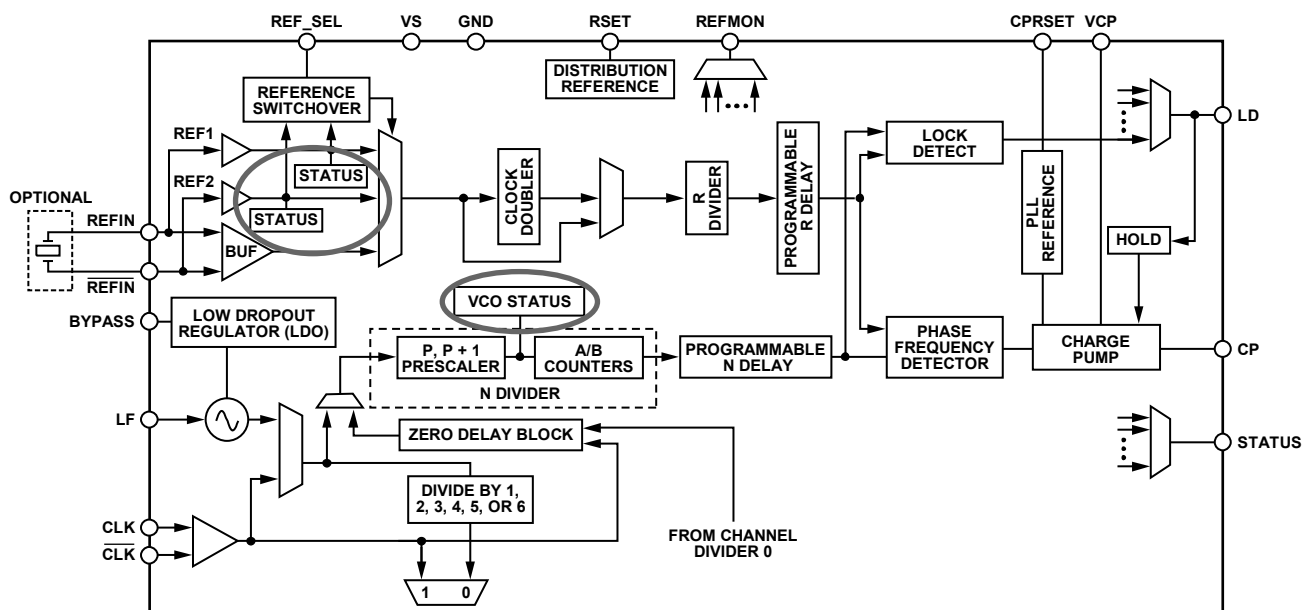 REF_SEL
VS
GND
RSET
REFMON
CPRSET
VCP
REFERENCE
SWITCHOVER
DISTRIBUTION
REFERENCE
LD
REF1
REF2
STATUS
STATUS
BUF
OPTIONAL
REFIN
REFIN
CLOCK
DOUBLER
R
DIVIDER
PROGRAMMABLE
R DELAY
LOCK
DETECT
PLL
REFERENCE
HOLD
BYPASS
LOW DROPOUT
REGULATOR (LDO)
VCO STATUS
P, P + 1
PRESCALER
A/B
COUNTERS
N DIVIDER
PROGRAMMABLE
N DELAY
PHASE
FREQUENCY
DETECTOR
CHARGE
PUMP
CP
LF
ZERO DELAY BLOCK
STATUS
DIVIDE BY 1,
2, 3, 4, 5, OR 6
CLK
CLK
FROM CHANNEL
DIVIDER 0
1 0